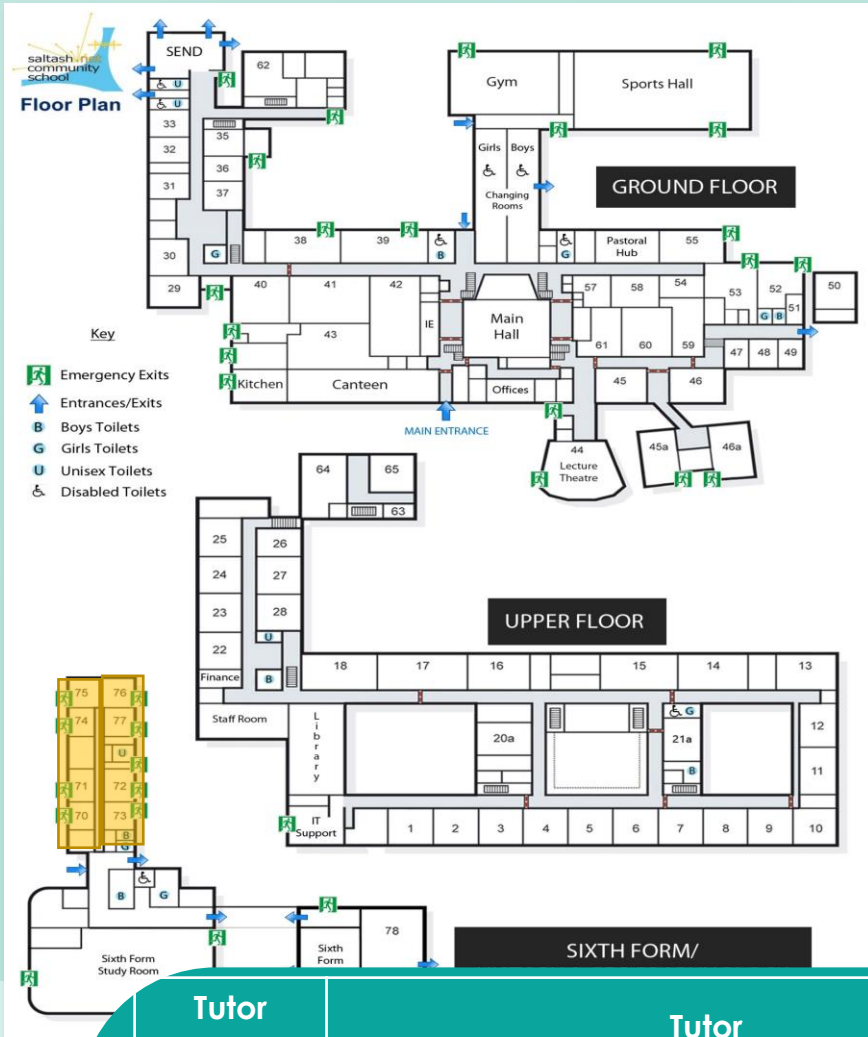 saltash.net
community
school
Floor Plan
SEND
U
U
33
32
31
30
29
62
35
36
37
G
38
39
B
Gym
Sports Hall
Girls
Boys
Changing
Rooms
GROUND FLOOR
G
Pastoral
Hub
55
40
41
42
43
IE
Kitchen
Canteen
Main
Hall
Offices
MAIN ENTRANCE
57
58
54
53
52
51
50
G
B
61
60
59
47
48
49
45
46
44
Lecture
Theatre
45a
46a
Key
Emergency Exits
Entrances/Exits
B
Boys Toilets
G
Girls Toilets
U
Unisex Toilets
Disabled Toilets
64
65
63
25
24
23
22
Finance
Staff Room
26
27
28
U
B
UPPER FLOOR
18
17
16
15
14
13
Library
20a
G
21a
B
12
11
IT
Support
1
2
3
4
5
6
7
8
9
10
75
76
74
77
U
71
72
70
73
B
G
B
G
Sixth Form
Study Room
Sixth
Form
78
SIXTH FORM/
Tutor
Tutor